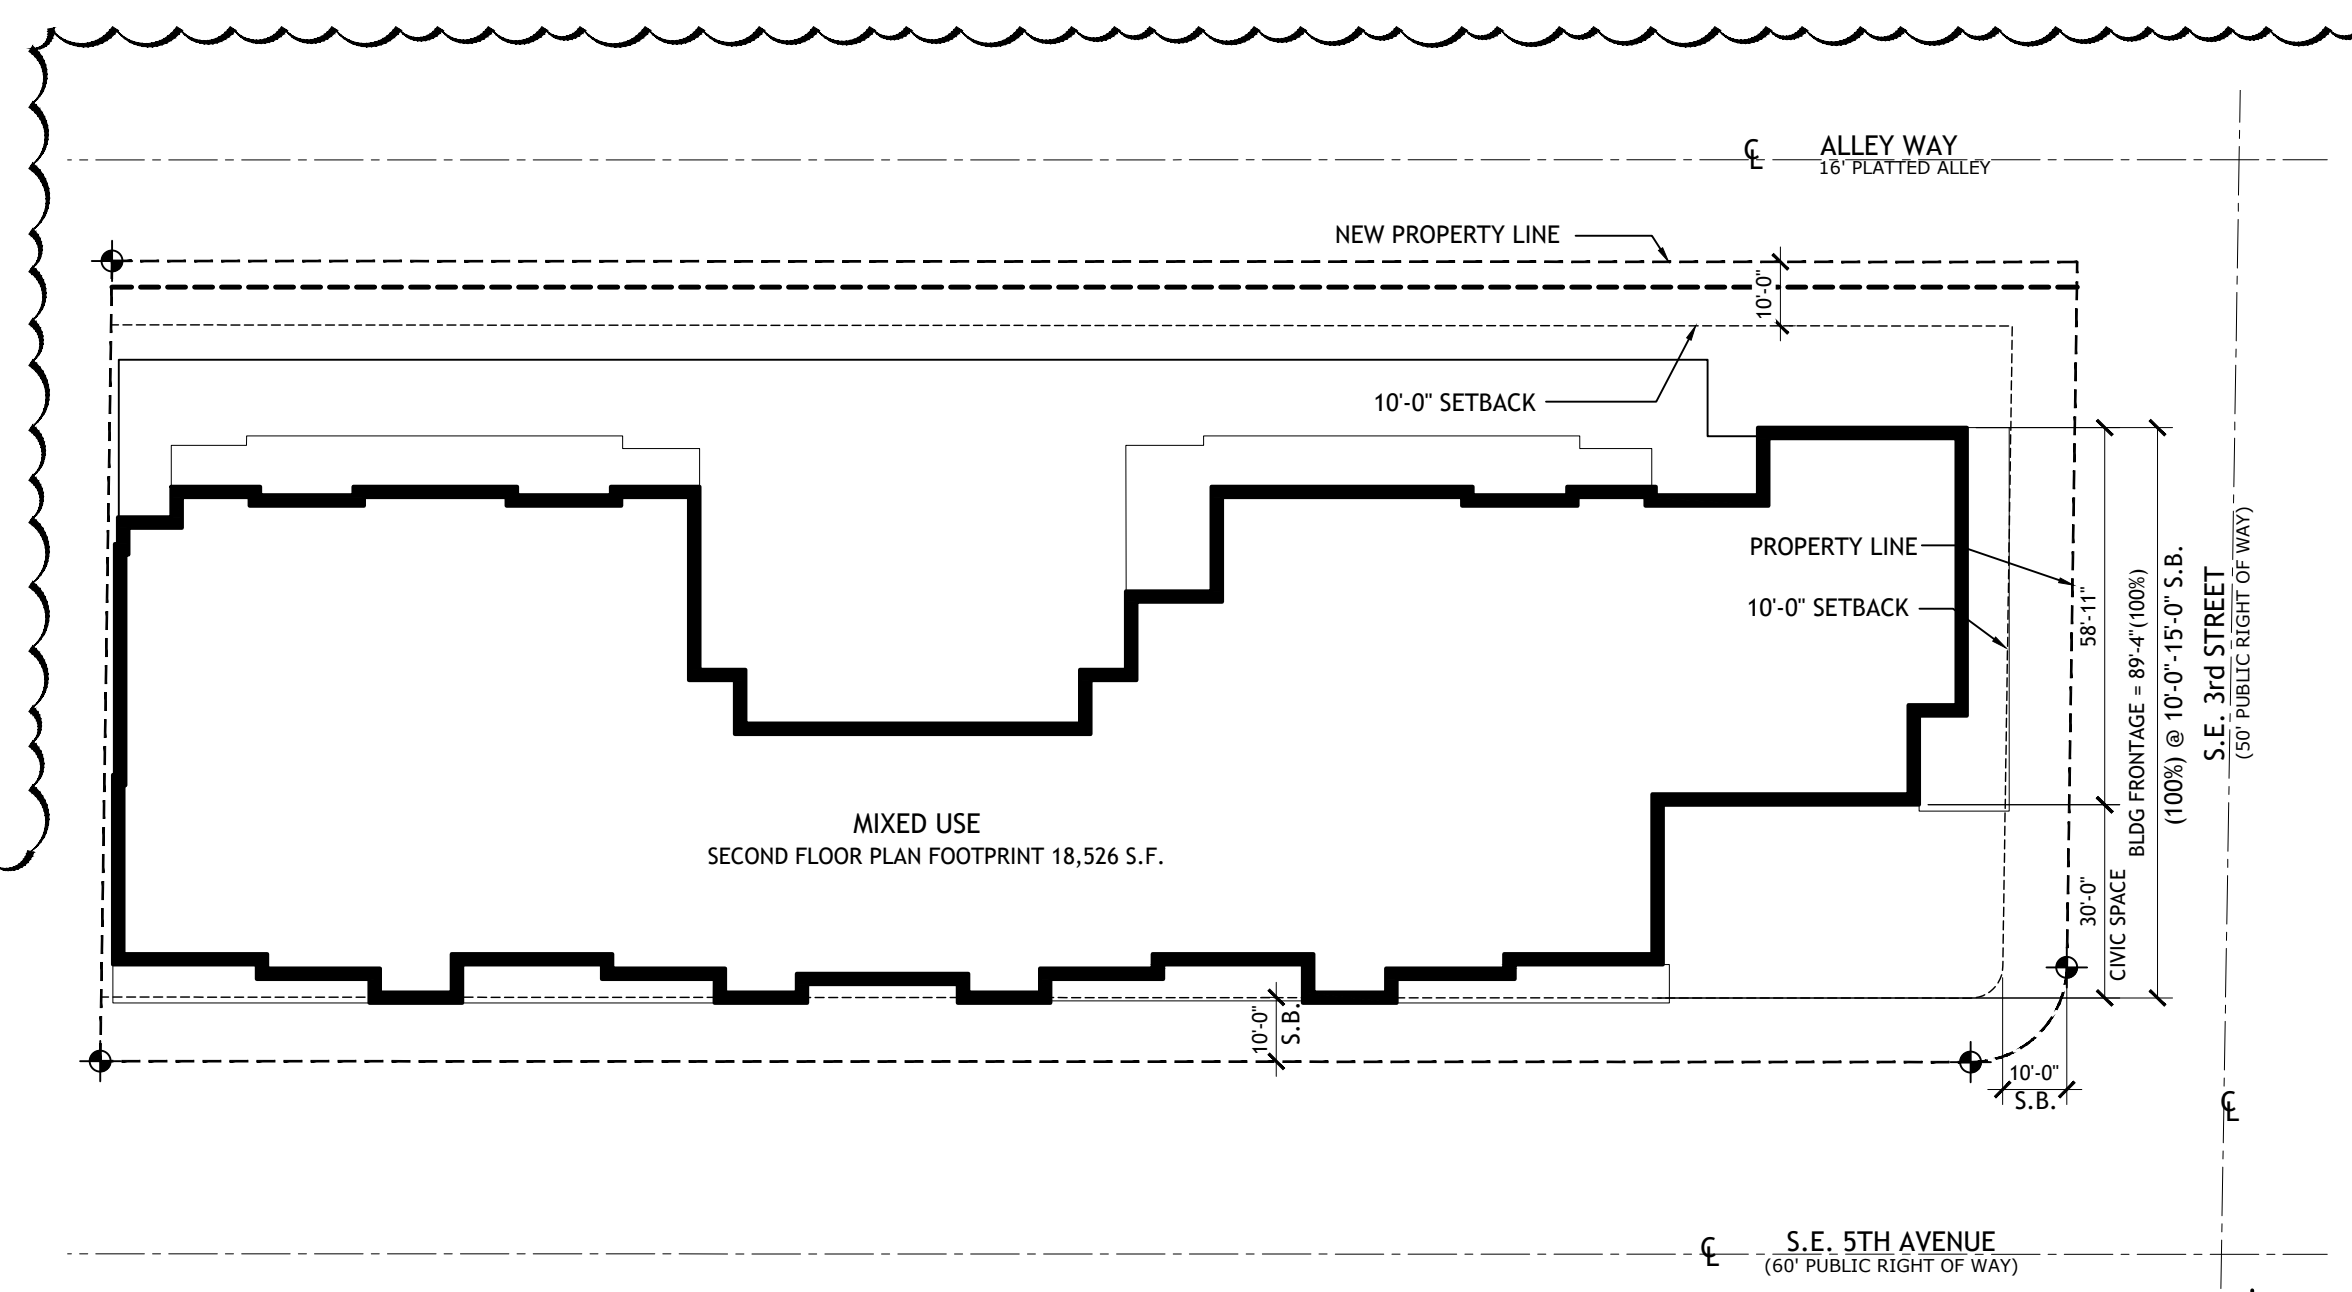 ℄ ALLEY WAY
16' PLATTED ALLEY
NEW PROPERTY LINE
10'-0"
10'-0" SETBACK
PROPERTY LINE
10'-0" SETBACK
58'-11"
BLDG FRONTAGE = 89'-4"(100%)
(100%) @ 10'-0"-15'-0" S.B.
S.E. 3rd STREET
(50' PUBLIC RIGHT OF WAY)
MIXED USE
SECOND FLOOR PLAN FOOTPRINT 18,526 S.F.
30'-0"
CIVIC SPACE
10'-0"
S.B.
10'-0"
S.B.
℄
℄ S.E. 5TH AVENUE
(60' PUBLIC RIGHT OF WAY)